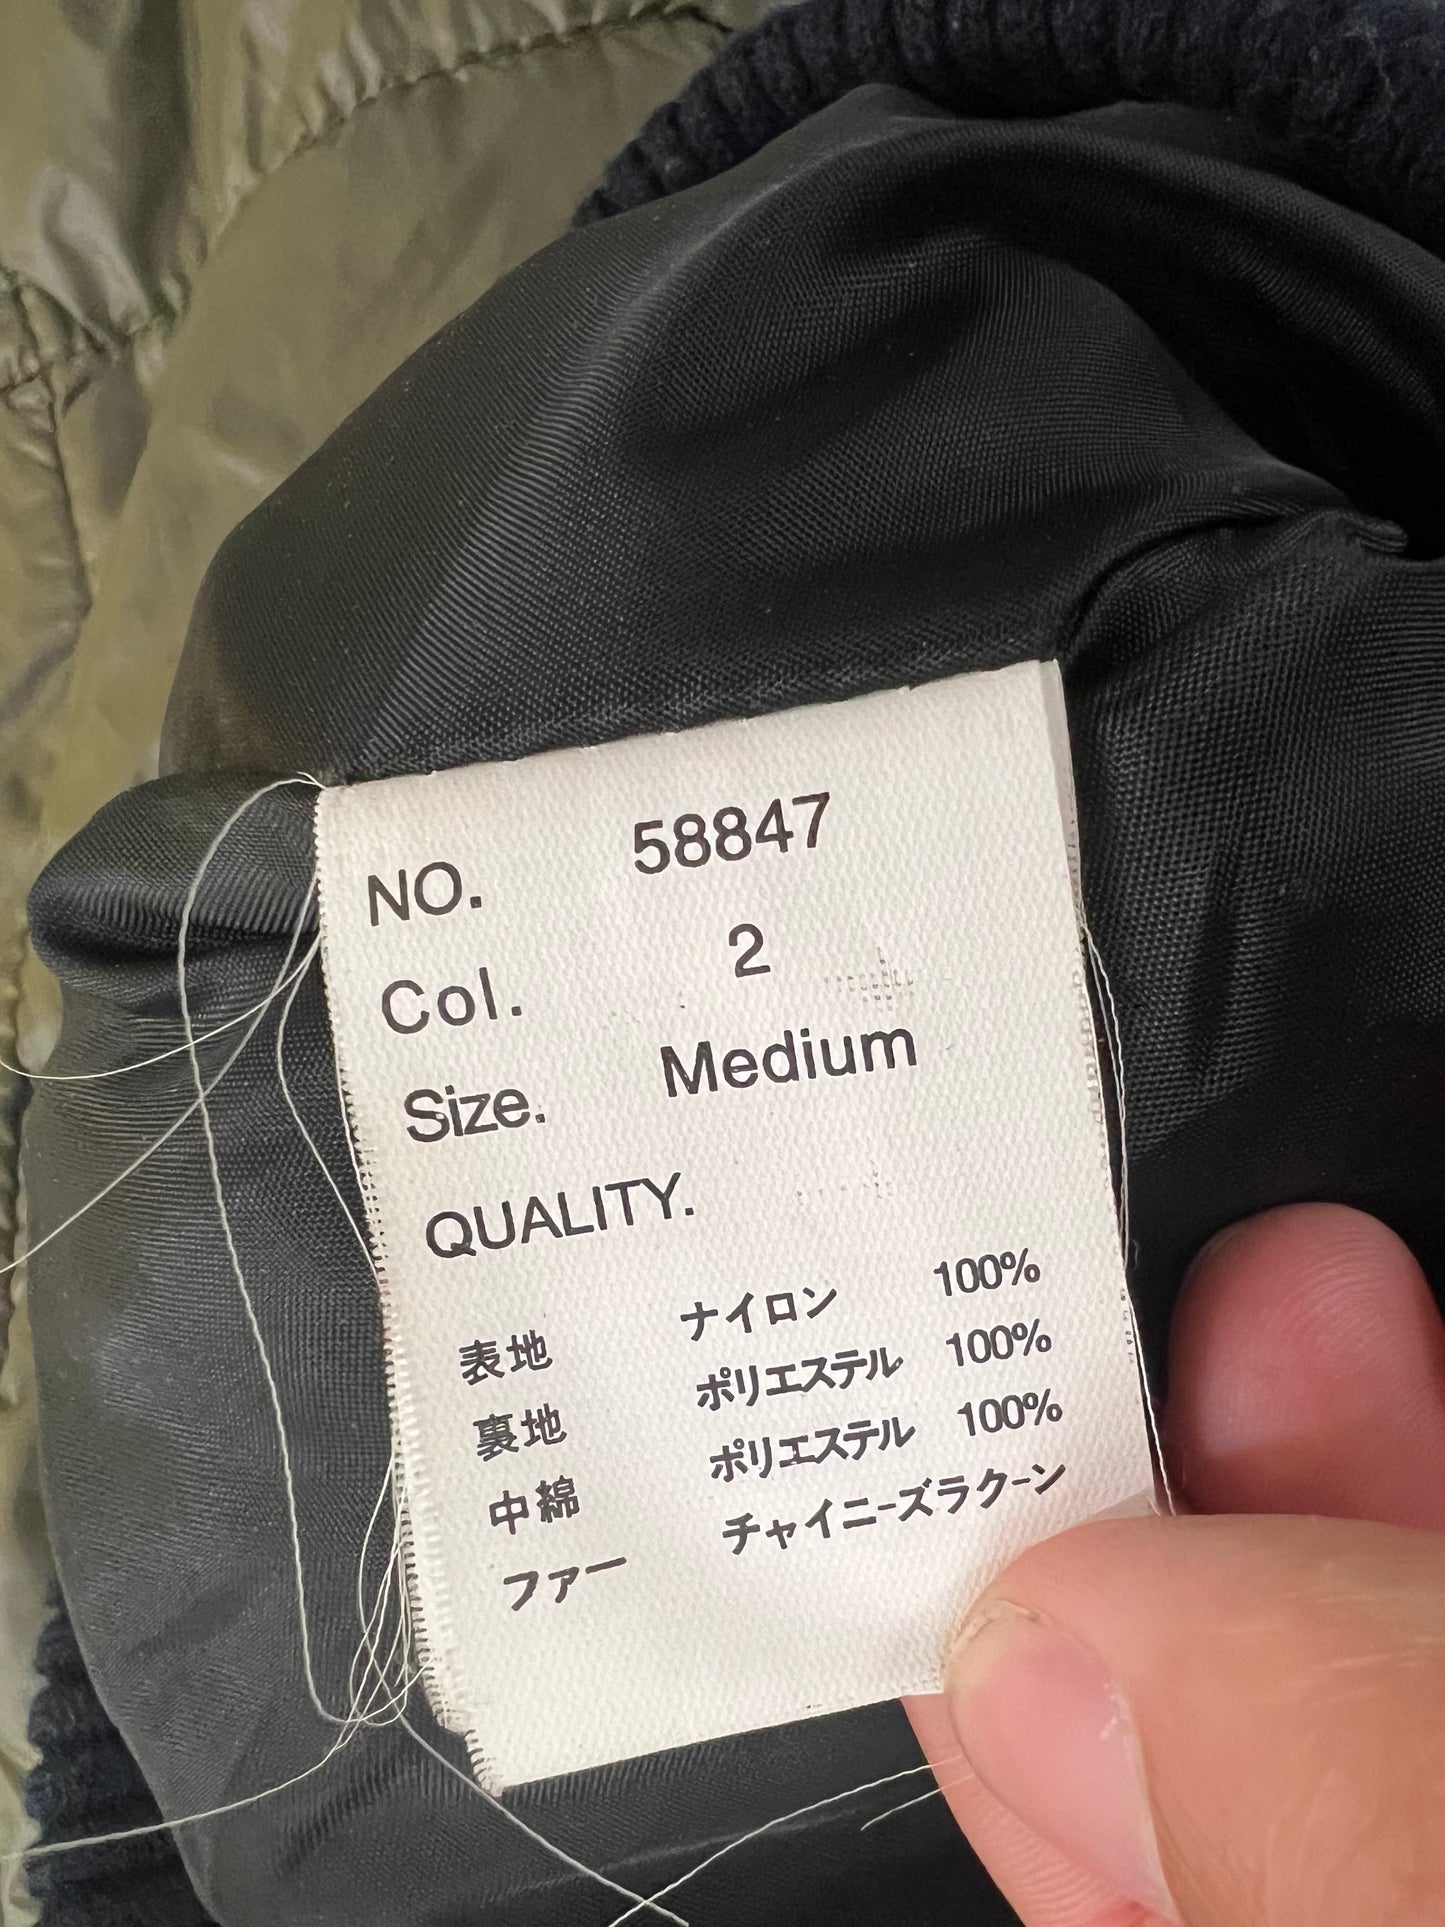 NO. 58847
Col. 2
Size. Medium
QUALITY.
表地 ナイロン 100%
裏地 ポリエステル 100%
中綿 ポリエステル 100%
ファー チャイニーズラクーン